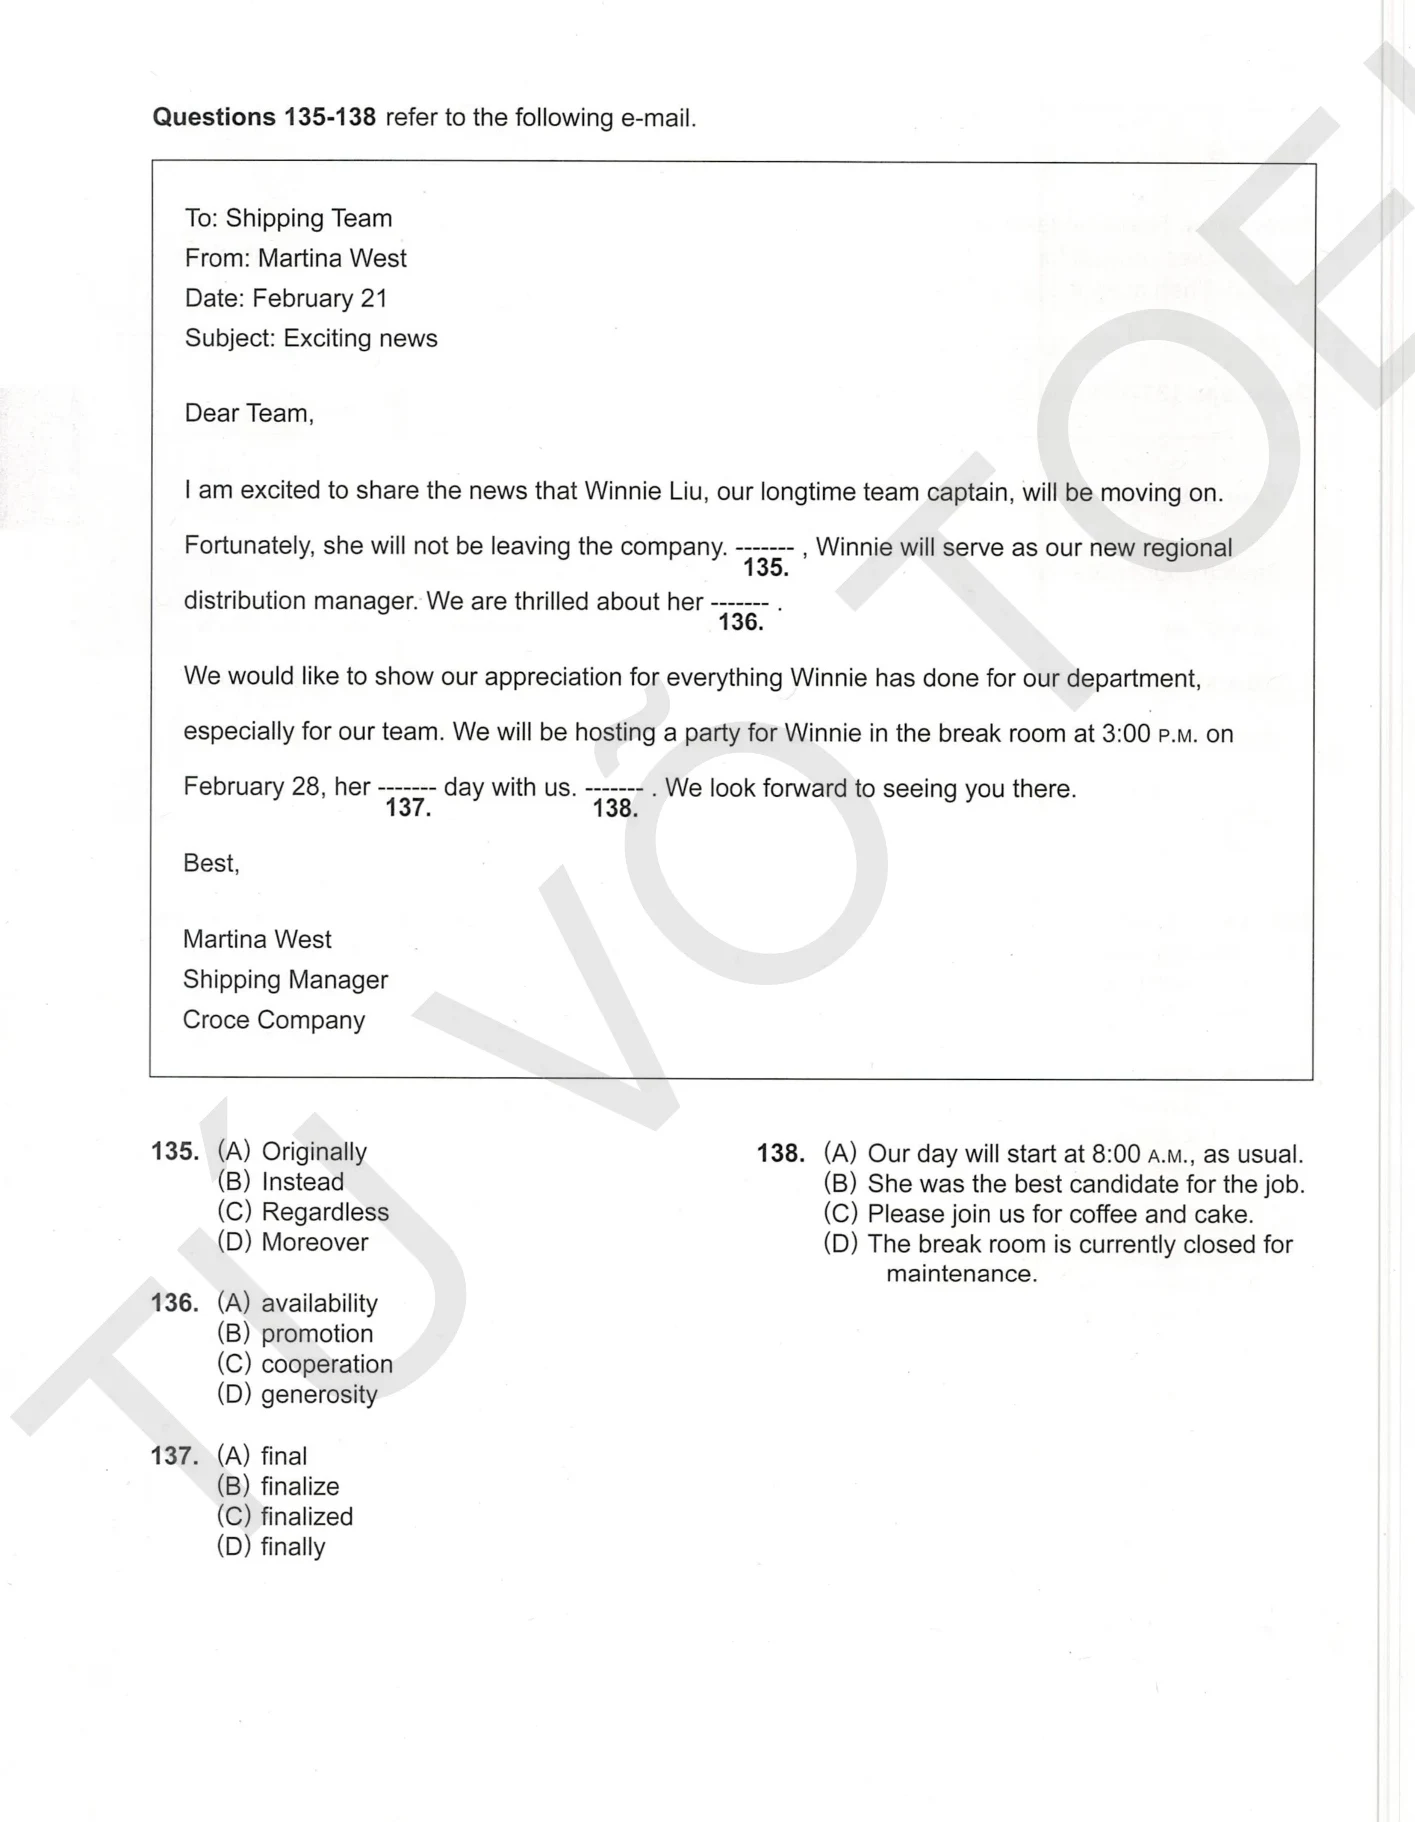 Questions 135-138 refer to the following e-mail.
To: Shipping Team
From: Martina West
Date: February 21
Subject: Exciting news
Dear Team,
I am excited to share the news that Winnie Liu, our longtime team captain, will be moving on.
Fortunately, she will not be leaving the company. ------- , Winnie will serve as our new regional
135.
distribution manager. We are thrilled about her ------- .
136.
We would like to show our appreciation for everything Winnie has done for our department,
especially for our team. We will be hosting a party for Winnie in the break room at 3:00 P.M. on
February 28, her ------- day with us. ------- . We look forward to seeing you there.
137. 138.
Best,
Martina West
Shipping Manager
Croce Company
135. (A) Originally
(B) Instead
(C) Regardless
(D) Moreover
136. (A) availability
(B) promotion
(C) cooperation
(D) generosity
137. (A) final
(B) finalize
(C) finalized
(D) finally
138. (A) Our day will start at 8:00 A.M., as usual.
(B) She was the best candidate for the job.
(C) Please join us for coffee and cake.
(D) The break room is currently closed for
maintenance.
TÚ VÕ TOE